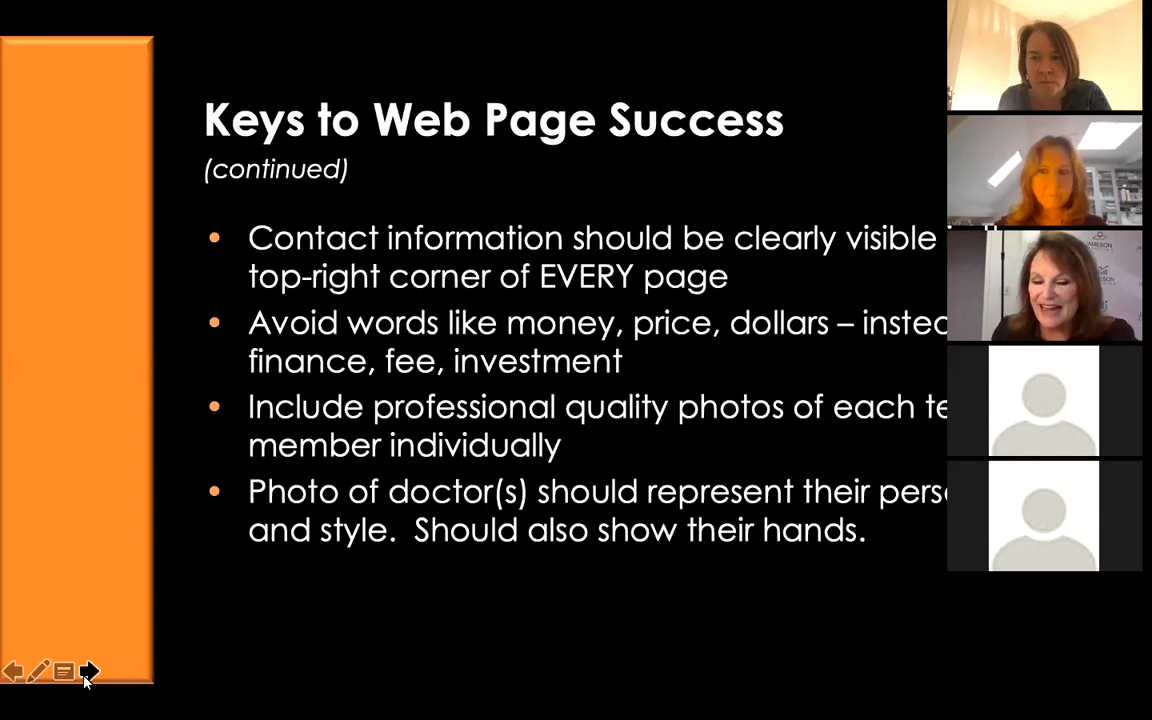 Keys to Web Page Success
(continued)
• Contact information should be clearly visible
top-right corner of EVERY page
• Avoid words like money, price, dollars –
finance, fee, investment
• Include professional quality photos of each
member individually
• Photo of doctor(s) should represent their
and style. Should also show their hands.
JAMESON